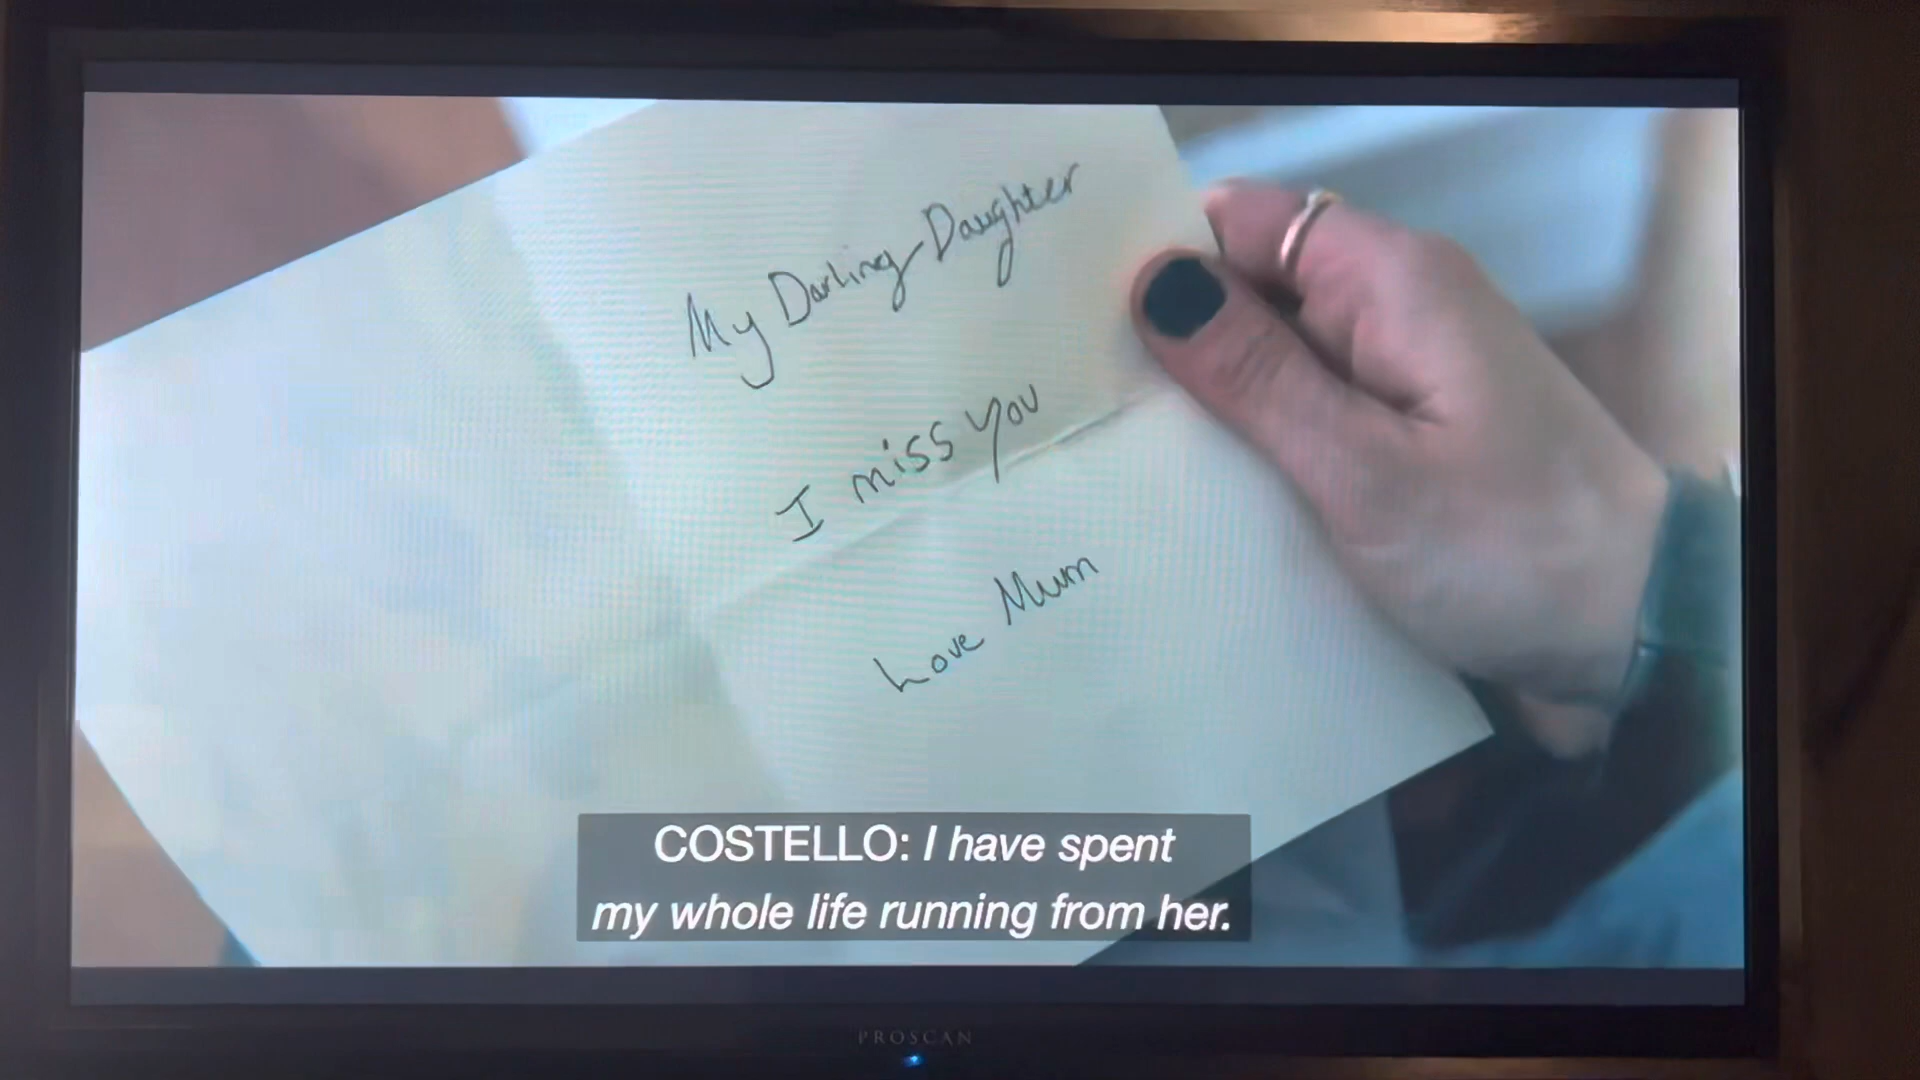 My Darling Daughter
I miss you
Love Mum
COSTELLO: I have spent
my whole life running from her.
PROSCAN